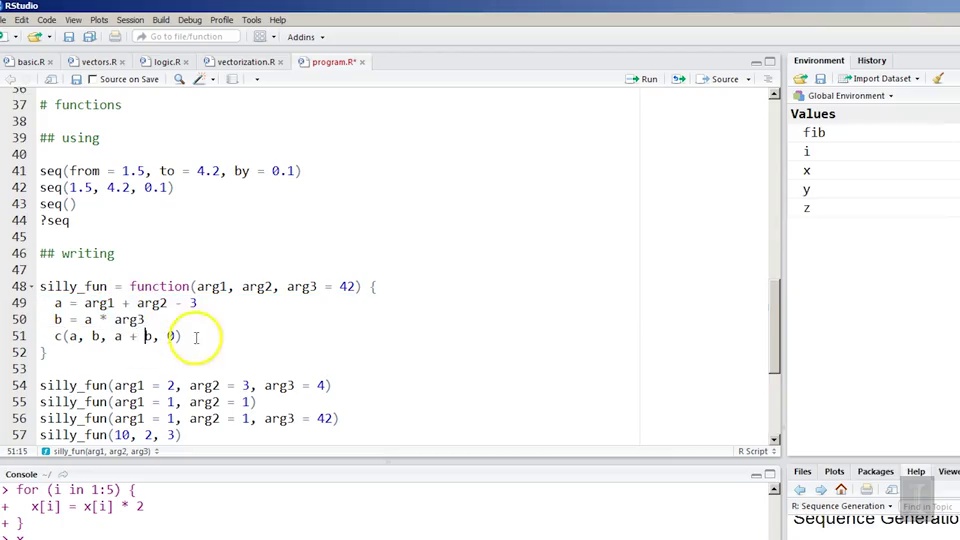 RStudio
File Edit Code View Plots Session Build Debug Profile Tools Help
Go to file/function Addins
basic.R vectors.R logic.R vectorization.R program.R*
Source on Save Run Source
36
37 # functions
38
39 ## using
40
41 seq(from = 1.5, to = 4.2, by = 0.1)
42 seq(1.5, 4.2, 0.1)
43 seq()
44 ?seq
45
46 ## writing
47
48 silly_fun = function(arg1, arg2, arg3 = 42) {
49 a = arg1 + arg2 - 3
50 b = a * arg3
51 c(a, b, a + b, 0)
52 }
53
54 silly_fun(arg1 = 2, arg2 = 3, arg3 = 4)
55 silly_fun(arg1 = 1, arg2 = 1)
56 silly_fun(arg1 = 1, arg2 = 1, arg3 = 42)
57 silly_fun(10, 2, 3)
51:15 silly_fun(arg1, arg2, arg3) R Script
Console ~/
> for (i in 1:5) {
+ x[i] = x[i] * 2
+ }
> x
Environment History
Import Dataset
Global Environment
Values
fib
i
x
y
z
Files Plots Packages Help Viewe
R: Sequence Generation Find in Topic
Sequence Generation